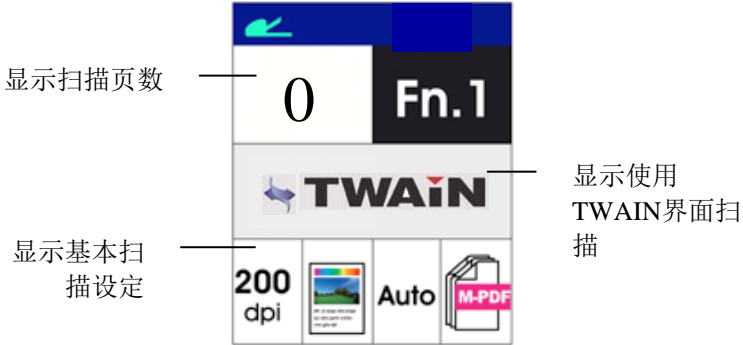 显示扫描页数
0
Fn.1
TWAiN
显示使用
TWAIN界面扫
描
显示基本扫
描设定
200
dpi
Auto
M-PDF